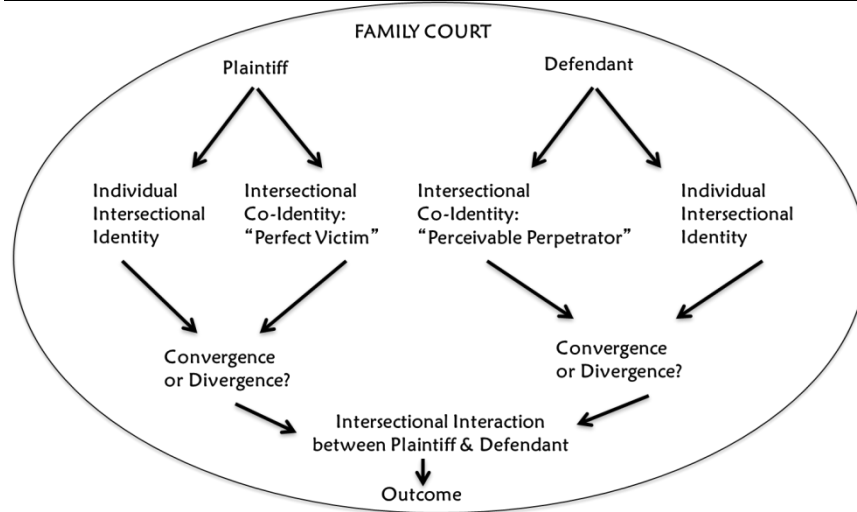 FAMILY COURT
Plaintiff
Defendant
Individual
Intersectional
Identity
Intersectional
Co-Identity:
“Perfect Victim”
Intersectional
Co-Identity:
“Perceivable Perpetrator”
Individual
Intersectional
Identity
Convergence
or Divergence?
Convergence
or Divergence?
Intersectional Interaction
between Plaintiff & Defendant
Outcome